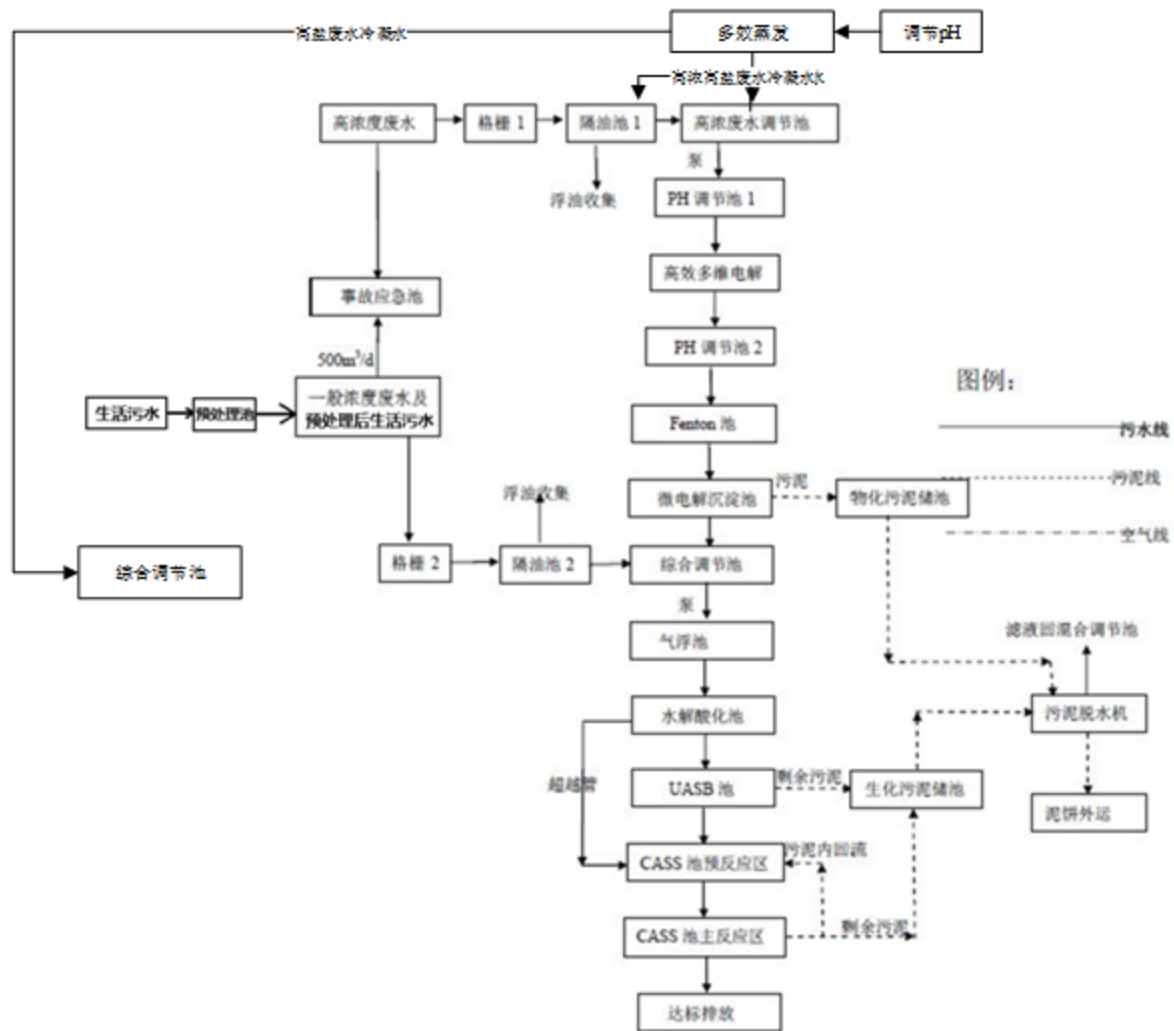 高盐废水冷凝水
多效蒸发
调节pH
高浓高盐废水冷凝水k
高浓度废水
格栅 1
隔油池 1
高浓废水调节池
泵
浮油收集
PH 调节池 1
高效多维电解
事故应急池
500m³/d
PH 调节池 2
图例：
生活污水
预处理池
一般浓度废水及
预处理后生活污水
Fenton 池
污水线
浮油收集
微电解沉淀池
污泥
物化污泥储池
污泥线
空气线
综合调节池
格栅 2
隔油池 2
综合调节池
泵
气浮池
滤液回混合调节池
水解酸化池
污泥脱水机
超越管
UASB 池
剩余污泥
生化污泥储池
泥饼外运
CASS 池预反应区
污泥内回流
CASS 池主反应区
剩余污泥
达标排放